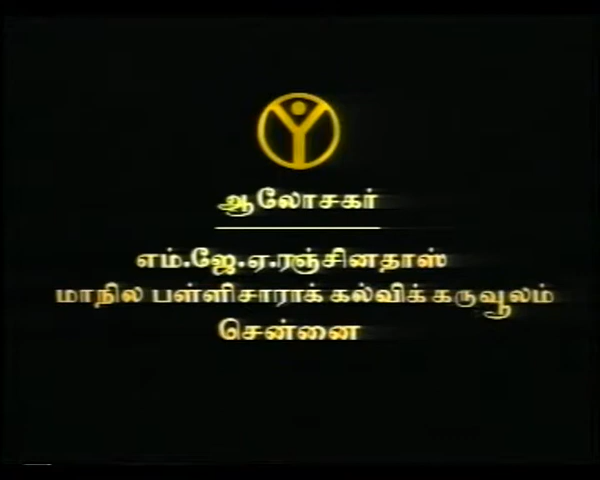 ஆலோசகர்
எம்.ஜே.ஏ.ரஞ்சினதாஸ்
மாநில பள்ளிசாராக் கல்விக் கருவூலம்
சென்னை